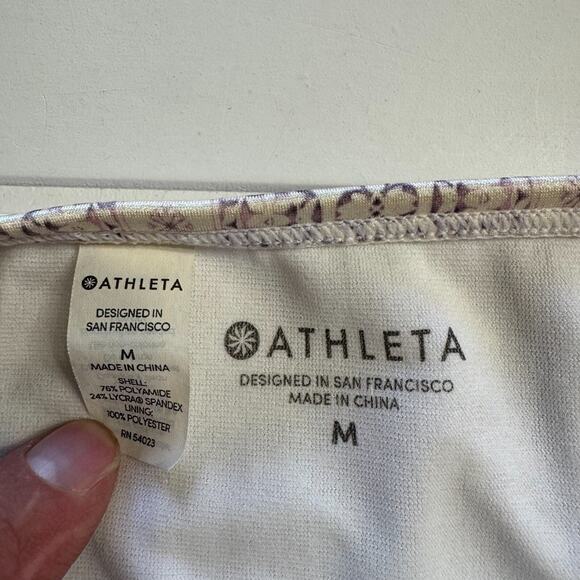 ATHLETA
DESIGNED IN
SAN FRANCISCO
M
MADE IN CHINA
SHELL:
76% POLYAMIDE
24% LYCRA® SPANDEX
LINING:
100% POLYESTER
RN 54023
ATHLETA
DESIGNED IN SAN FRANCISCO
MADE IN CHINA
M